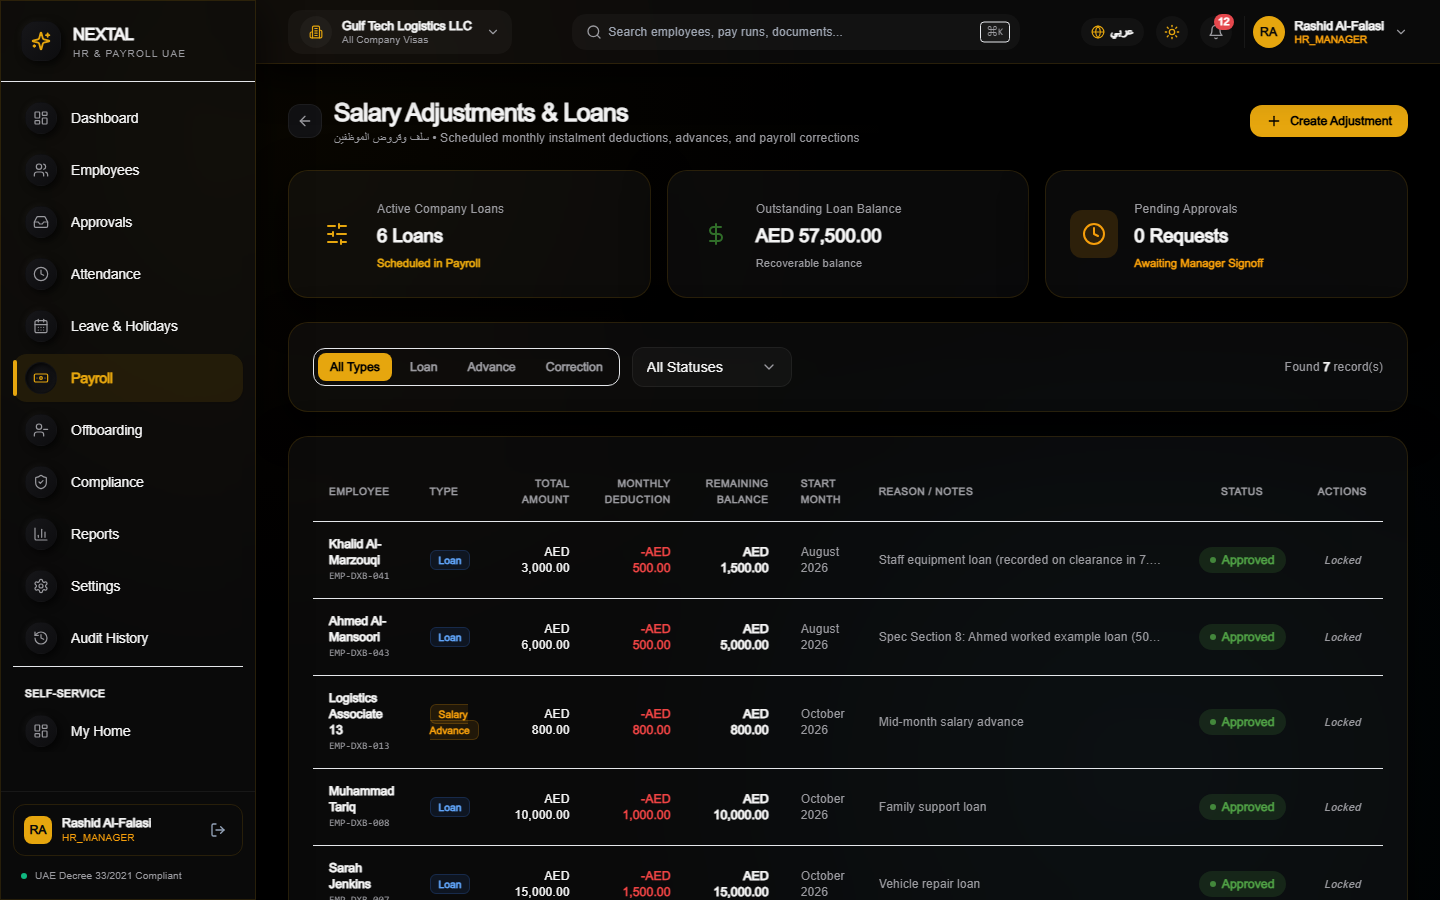 NEXTAL
HR & PAYROLL UAE
Dashboard
Employees
Approvals
Attendance
Leave & Holidays
Payroll
Offboarding
Compliance
Reports
Settings
Audit History
SELF-SERVICE
My Home
RA
Rashid Al-Falasi
HR_MANAGER
UAE Decree 33/2021 Compliant
Gulf Tech Logistics LLC
All Company Visas
Search employees, pay runs, documents...
⌘K
عربي
12
RA
Rashid Al-Falasi
HR_MANAGER
Salary Adjustments & Loans
سلف وقروض الموظفين • Scheduled monthly instalment deductions, advances, and payroll corrections
Create Adjustment
Active Company Loans
6 Loans
Scheduled in Payroll
Outstanding Loan Balance
AED 57,500.00
Recoverable balance
Pending Approvals
0 Requests
Awaiting Manager Signoff
All Types Loan Advance Correction
All Statuses
Found 7 record(s)
EMPLOYEE TYPE TOTAL AMOUNT MONTHLY DEDUCTION REMAINING BALANCE START MONTH REASON / NOTES STATUS ACTIONS
Khalid Al-Marzouqi EMP-DXB-041 Loan AED 3,000.00 -AED 500.00 AED 1,500.00 August 2026 Staff equipment loan (recorded on clearance in 7.... Approved Locked
Ahmed Al-Mansoori EMP-DXB-043 Loan AED 6,000.00 -AED 500.00 AED 5,000.00 August 2026 Spec Section 8: Ahmed worked example loan (50... Approved Locked
Logistics Associate 13 EMP-DXB-013 Salary Advance AED 800.00 -AED 800.00 AED 800.00 October 2026 Mid-month salary advance Approved Locked
Muhammad Tariq EMP-DXB-008 Loan AED 10,000.00 -AED 1,000.00 AED 10,000.00 October 2026 Family support loan Approved Locked
Sarah Jenkins EMP-DXB-007 Loan AED 15,000.00 -AED 1,500.00 AED 15,000.00 October 2026 Vehicle repair loan Approved Locked